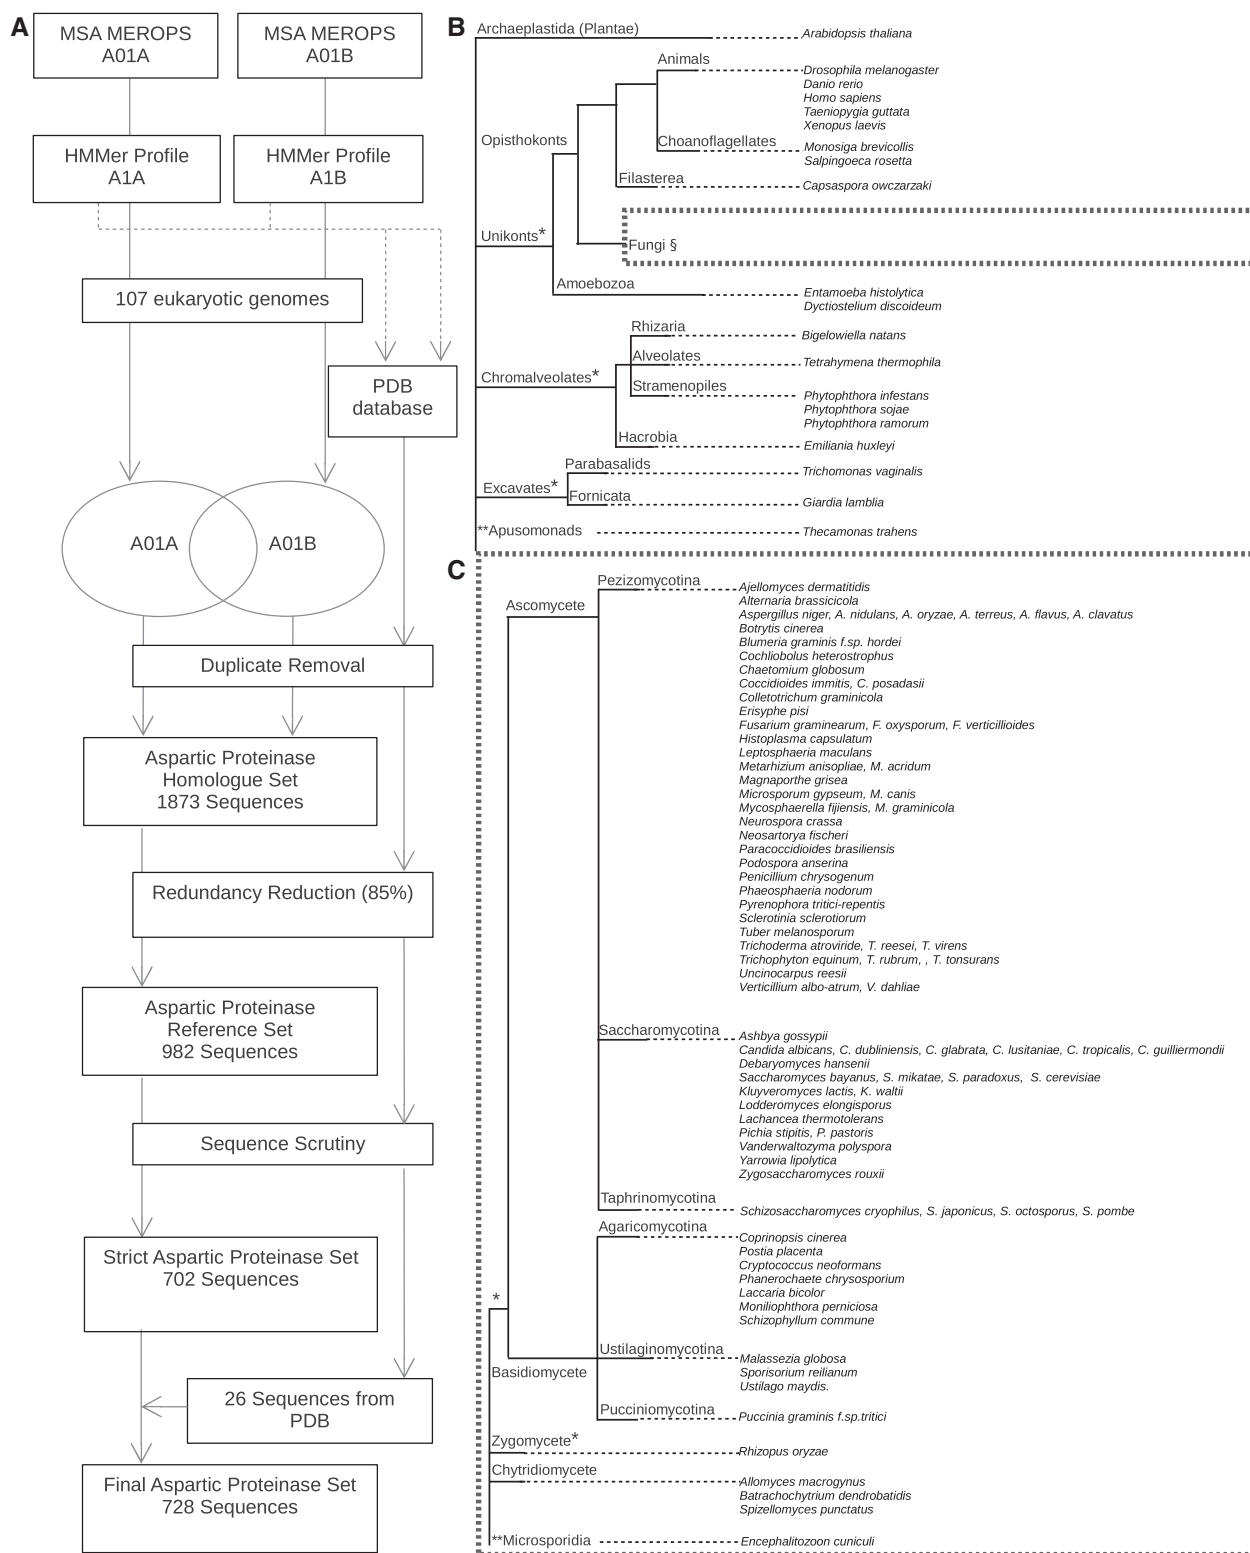 A
MSA MEROPS
A01A
MSA MEROPS
A01B
HMMer Profile
A1A
HMMer Profile
A1B
107 eukaryotic genomes
PDB
database
A01A
A01B
Duplicate Removal
Aspartic Proteinase
Homologue Set
1873 Sequences
Redundancy Reduction (85%)
Aspartic Proteinase
Reference Set
982 Sequences
Sequence Scrutiny
Strict Aspartic Proteinase Set
702 Sequences
26 Sequences from
PDB
Final Aspartic Proteinase Set
728 Sequences
B
Archaeplastida (Plantae)
Arabidopsis thaliana
Animals
Drosophila melanogaster
Danio rerio
Homo sapiens
Taeniopygia guttata
Xenopus laevis
Opisthokonts
Choanoflagellates
Monosiga brevicollis
Salpingoeca rosetta
Filasterea
Capsaspora owczarzaki
Unikonts*
Fungi §
Amoebozoa
Entamoeba histolytica
Dyctiostelium discoideum
Rhizaria
Bigelowiella natans
Alveolates
Tetrahymena thermophila
Chromalveolates*
Stramenopiles
Phytophthora infestans
Phytophthora sojae
Phytophthora ramorum
Hacrobia
Emiliania huxleyi
Parabasalids
Trichomonas vaginalis
Excavates*
Fornicata
Giardia lamblia
**Apusomonads
Thecamonas trahens
C
Pezizomycotina
Ascomycete
Ajellomyces dermatitidis
Alternaria brassicicola
Aspergillus niger, A. nidulans, A. oryzae, A. terreus, A. flavus, A. clavatus
Botrytis cinerea
Blumeria graminis f.sp. hordei
Cochliobolus heterostrophus
Chaetomium globosum
Coccidioides immitis, C. posadasii
Colletotrichum graminicola
Erisyphe pisi
Fusarium graminearum, F. oxysporum, F. verticillioides
Histoplasma capsulatum
Leptosphaeria maculans
Metarhizium anisopliae, M. acridum
Magnaporthe grisea
Microsporum gypseum, M. canis
Mycosphaerella fijiensis, M. graminicola
Neurospora crassa
Neosartorya fischeri
Paracoccidioides brasiliensis
Podospora anserina
Penicillium chrysogenum
Phaeosphaeria nodorum
Pyrenophora tritici-repentis
Sclerotinia sclerotiorum
Tuber melanosporum
Trichoderma atroviride, T. reesei, T. virens
Trichophyton equinum, T. rubrum, , T. tonsurans
Uncinocarpus reesii
Verticillium albo-atrum, V. dahliae
Saccharomycotina
Ashbya gossypii
Candida albicans, C. dubliniensis, C. glabrata, C. lusitaniae, C. tropicalis, C. guilliermondii
Debaryomyces hansenii
Saccharomyces bayanus, S. mikatae, S. paradoxus, S. cerevisiae
Kluyveromyces lactis, K. waltii
Lodderomyces elongisporus
Lachancea thermotolerans
Pichia stipitis, P. pastoris
Vanderwaltozyma polyspora
Yarrowia lipolytica
Zygosaccharomyces rouxii
Taphrinomycotina
Schizosaccharomyces cryophilus, S. japonicus, S. octosporus, S. pombe
Agaricomycotina
Coprinopsis cinerea
Postia placenta
Cryptococcus neoformans
Phanerochaete chrysosporium
Laccaria bicolor
Moniliophthora perniciosa
Schizophyllum commune
*
Ustilaginomycotina
Malassezia globosa
Sporisorium reilianum
Ustilago maydis.
Basidiomycete
Pucciniomycotina
Puccinia graminis f.sp.tritici
Zygomycete*
Rhizopus oryzae
Chytridiomycete
Allomyces macrogynus
Batrachochytrium dendrobatidis
Spizellomyces punctatus
**Microsporidia
Encephalitozoon cuniculi